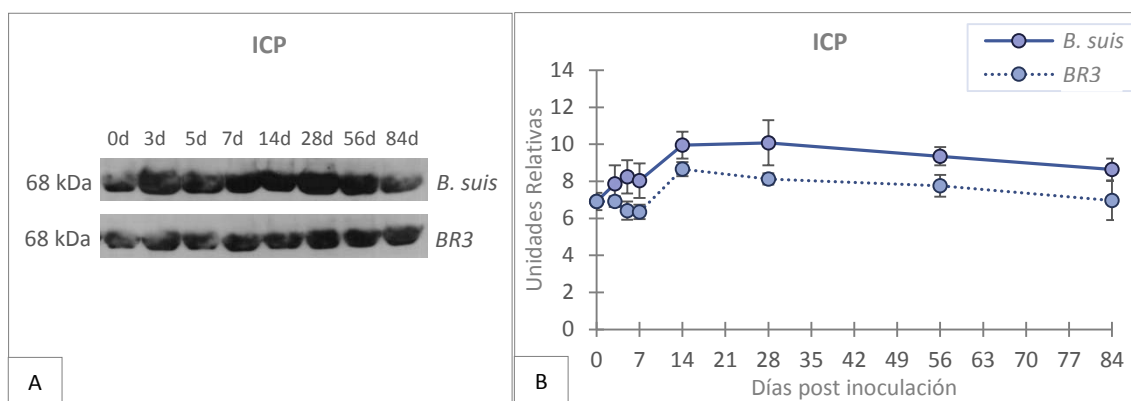 ICP
0d 3d 5d 7d 14d 28d 56d 84d
68 kDa B. suis
68 kDa BR3
A
ICP
B. suis
BR3
Unidades Relativas
14
12
10
8
6
4
2
0
0 7 14 21 28 35 42 49 56 63 70 77 84
Días post inoculación
B